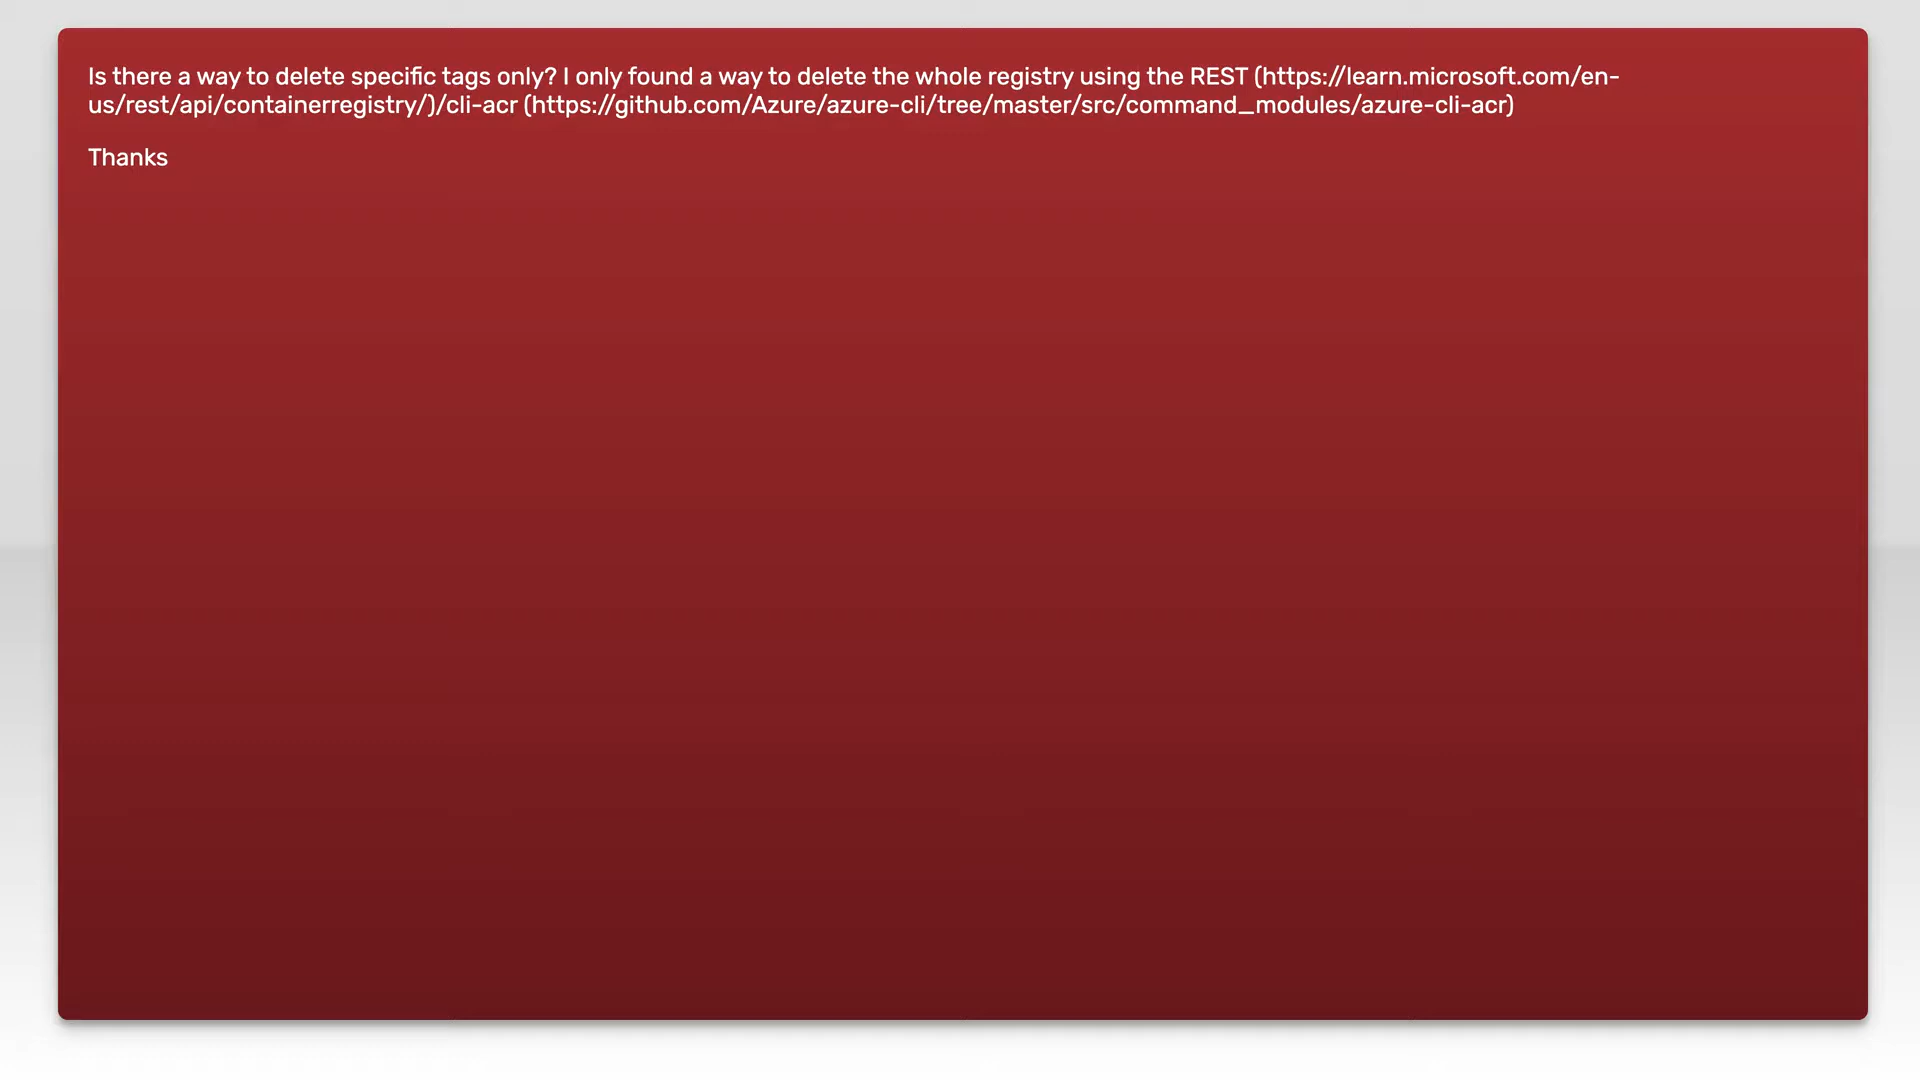 Is there a way to delete specific tags only? I only found a way to delete the whole registry using the REST (https://learn.microsoft.com/en-
us/rest/api/containerregistry/)/cli-acr (https://github.com/Azure/azure-cli/tree/master/src/command_modules/azure-cli-acr)
Thanks